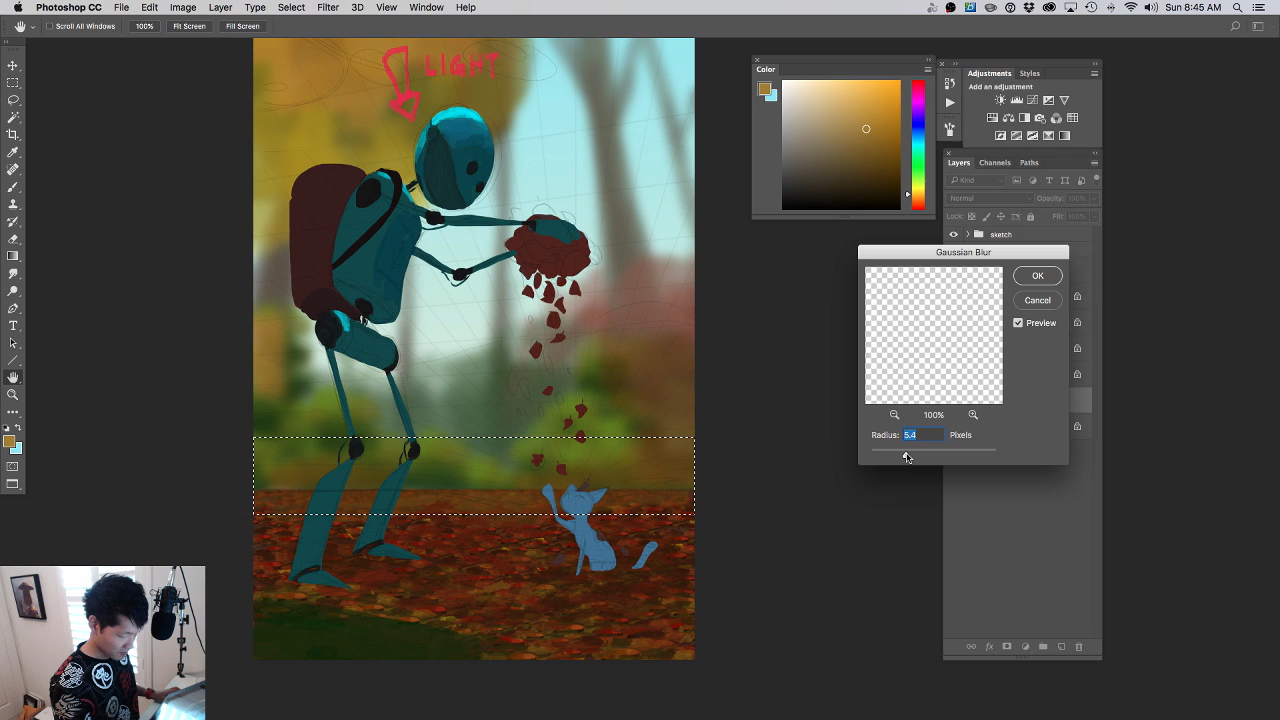 Photoshop CC File Edit Image Layer Type Select Filter 3D View Window Help Sun 8:45 AM
Scroll All Windows 100% Fit Screen Fill Screen
LIGHT
Color
Adjustments Styles
Add an adjustment
Layers Channels Paths
Kind
Normal Opacity: 100%
Lock: Fill: 100%
sketch
Gaussian Blur
OK
Cancel
Preview
100%
Radius: 5.4 Pixels